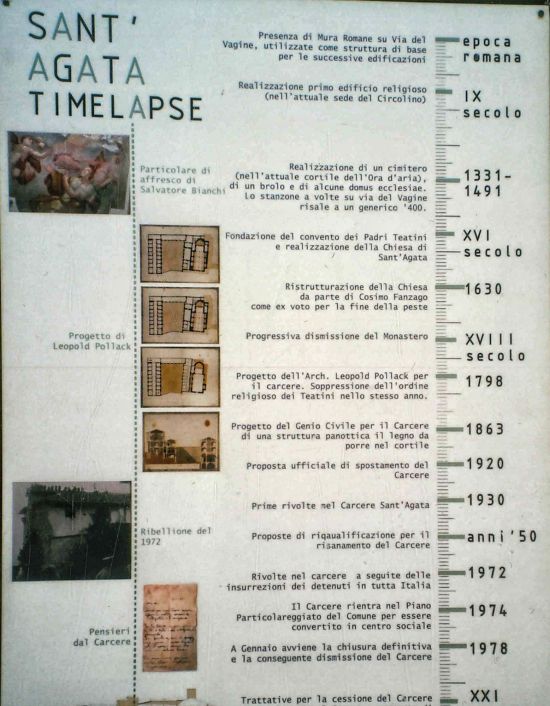 SANT'
AGATA
TIMELAPSE
Presenza di Mura Romane su Via del
Vagine, utilizzate come struttura di base
per le successive edificazioni
epoca
romana
Realizzazione primo edificio religioso
(nell'attuale sede del Circolino)
IX
secolo
Particolare di
affresco di
Salvatore Bianchi
Realizzazione di un cimitero
(nell'attuale cortile dell'Ora d'aria),
di un brolo e di alcune domus ecclesiae.
Lo stanzone a volte su via del Vagine
risale a un generico '400.
1331-
1491
Fondazione del convento dei Padri Teatini
e realizzazione della Chiesa di
Sant'Agata
XVI
secolo
Ristrutturazione della Chiesa
da parte di Cosimo Fanzago
come ex voto per la fine della peste
1630
Progetto di
Leopold Pollack
Progressiva dismissione del Monastero
XVIII
secolo
Progetto dell'Arch. Leopold Pollack per
il carcere. Soppressione dell'ordine
religioso dei Teatini nello stesso anno.
1798
Progetto del Genio Civile per il Carcere
di una struttura panottica il legno da
porre nel cortile
1863
Proposta ufficiale di spostamento del
Carcere
1920
Prime rivolte nel Carcere Sant'Agata
1930
Ribellione del
1972
Proposte di riqaualificazione per il
risanamento del Carcere
anni'50
Rivolte nel carcere a seguite delle
insurrezioni dei detenuti in tutta Italia
1972
Il Carcere rientra nel Piano
Particolareggiato del Comune per essere
convertito in centro sociale
1974
Pensieri
dal Carcere
A Gennaio avviene la chiusura definitiva
e la conseguente dismissione del Carcere
1978
Trattative per la cessione del Carcere
XXI